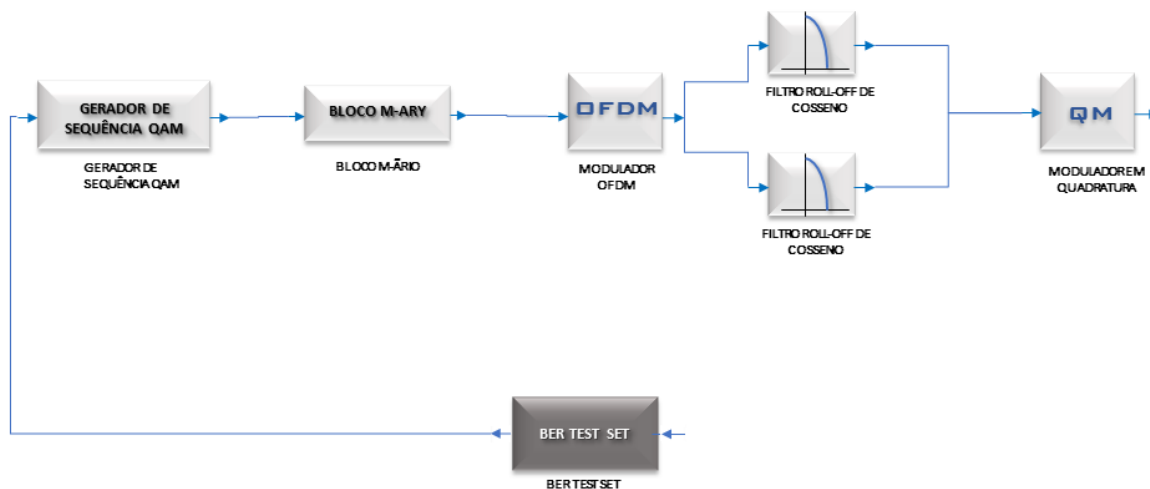 FILTRO ROLL-OFF DE
COSSENO
GERADOR DE
SEQUÊNCIA QAM
GERADOR DE
SEQUÊNCIA QAM
BLOCO M-ARY
BLOCO M-ÃRIO
OFDM
MODULADOR
OFDM
FILTRO ROLL-OFF DE
COSSENO
QM
MODULADOR EM
QUADRATURA
BER TEST SET
BER TEST SET